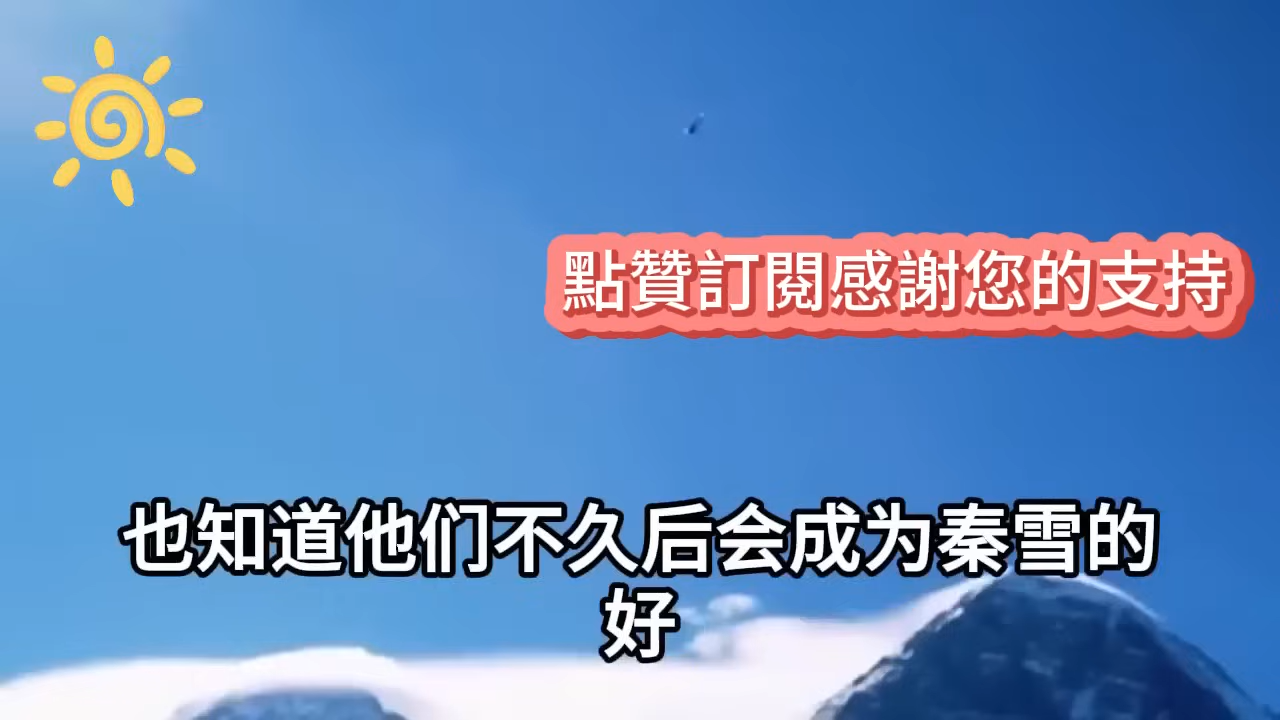 點贊訂閱感謝您的支持
也知道他们不久后会成为秦雪的
好